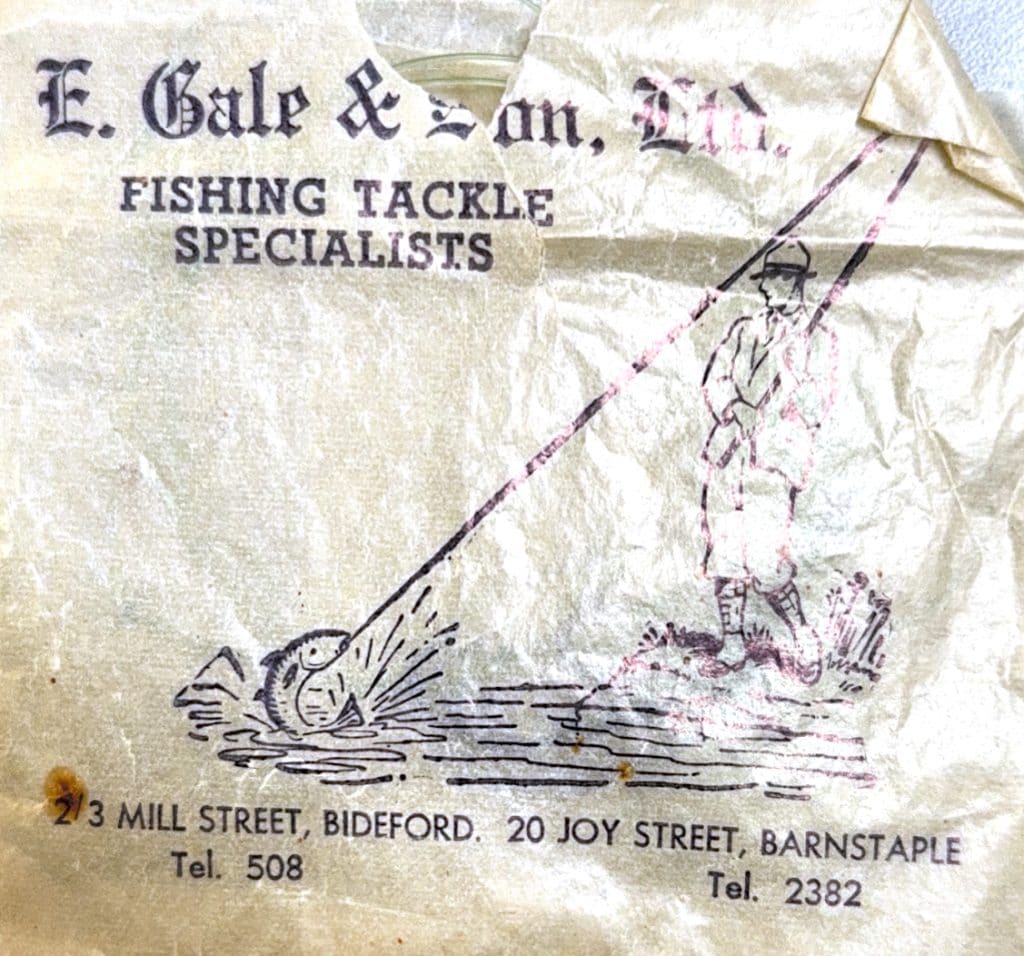 E. Gale & Son, Ltd.
FISHING TACKLE
SPECIALISTS
2/3 MILL STREET, BIDEFORD. 20 JOY STREET, BARNSTAPLE
Tel. 508 Tel. 2382